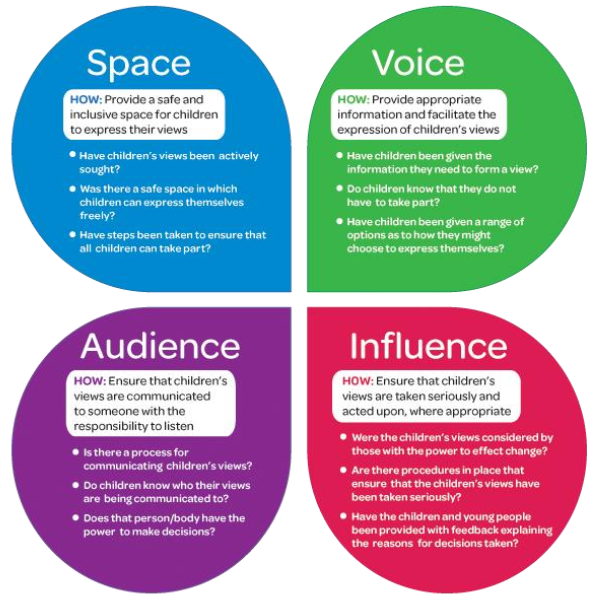 Space
HOW: Provide a safe and
inclusive space for children
to express their views
• Have children's views been actively
sought?
• Was there a safe space in which
children can express themselves
freely?
• Have steps been taken to ensure that
all children can take part?
Voice
HOW: Provide appropriate
information and facilitate the
expression of children's views
• Have children been given the
information they need to form a view?
• Do children know that they do not
have to take part?
• Have children been given a range of
options as to how they might
choose to express themselves?
Audience
HOW: Ensure that children's
views are communicated
to someone with the
responsibility to listen
• Is there a process for
communicating children's views?
• Do children know who their views
are being communicated to?
• Does that person/body have the
power to make decisions?
Influence
HOW: Ensure that children's
views are taken seriously and
acted upon, where appropriate
• Were the children's views considered by
those with the power to effect change?
• Are there procedures in place that
ensure that the children's views have
been taken seriously?
• Have the children and young people
been provided with feedback explaining
the reasons for decisions taken?